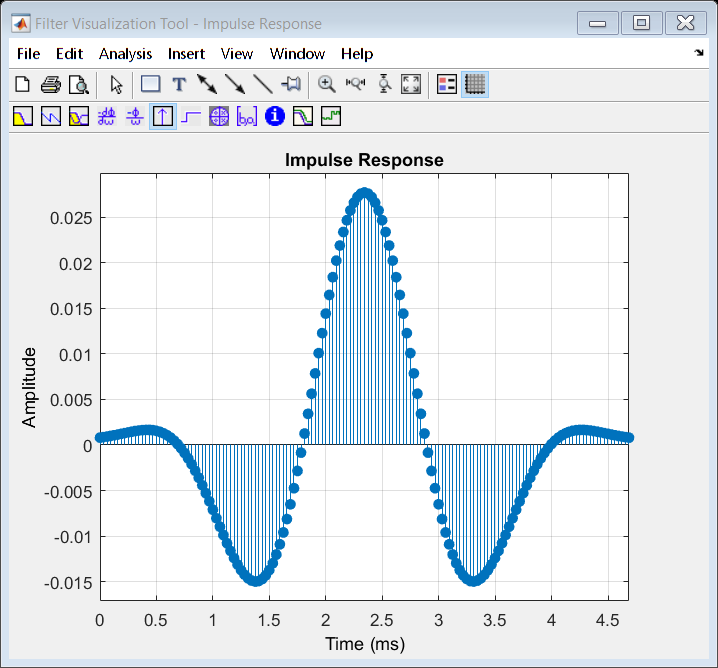 Filter Visualization Tool - Impulse Response
File Edit Analysis Insert View Window Help
Impulse Response
0.025
0.02
0.015
0.01
0.005
0
-0.005
-0.01
-0.015
Amplitude
0 0.5 1 1.5 2 2.5 3 3.5 4 4.5
Time (ms)